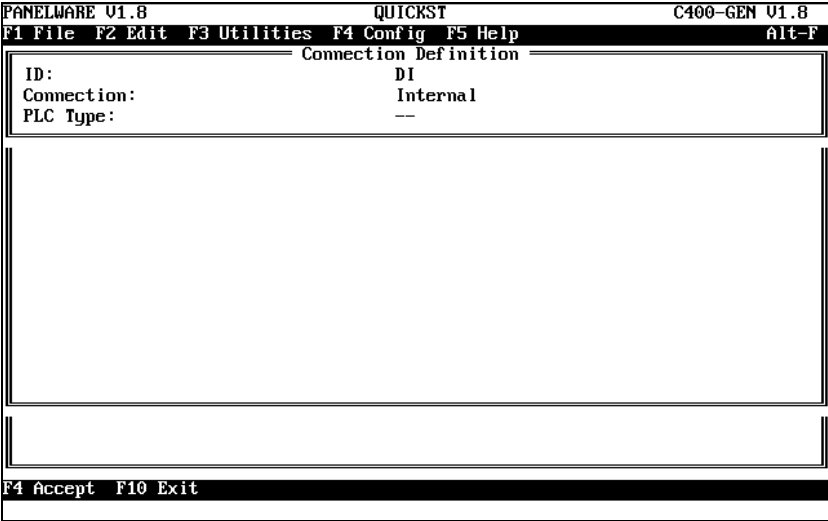 PANELWARE V1.8 QUICKST C400-GEN V1.8
F1 File F2 Edit F3 Utilities F4 Config F5 Help Alt-F
Connection Definition
ID: DI
Connection: Internal
PLC Type: --
F4 Accept F10 Exit